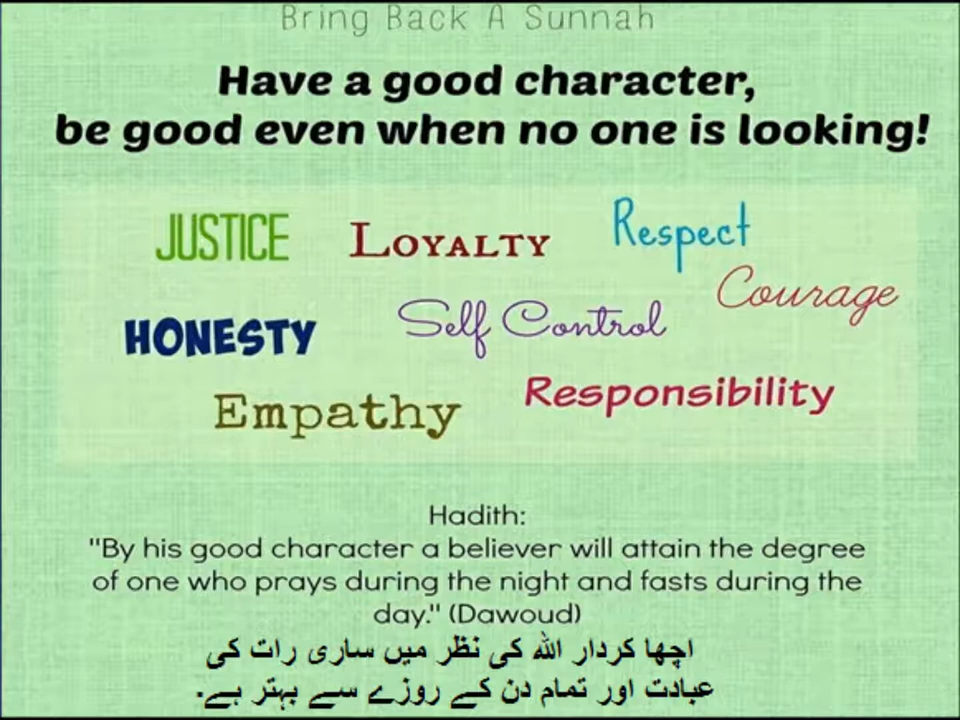 Bring Back A Sunnah
Have a good character,
be good even when no one is looking!
JUSTICE LOYALTY Respect
Courage
HONESTY Self Control
Empathy Responsibility
Hadith:
"By his good character a believer will attain the degree
of one who prays during the night and fasts during the
day." (Dawoud)
اچھا کردار اللہ کی نظر میں ساری رات کی
عبادت اور تمام دن کے روزے سے بہتر ہے۔